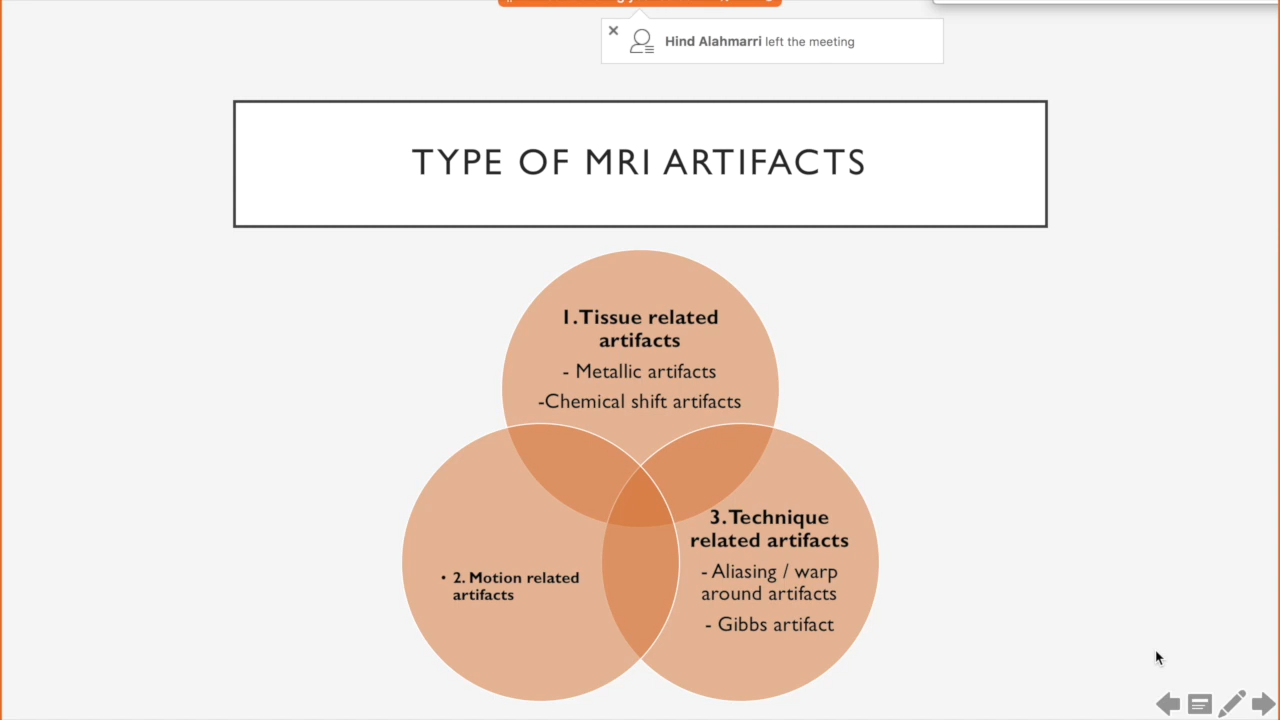 Hind Alahmarri left the meeting
TYPE OF MRI ARTIFACTS
1.Tissue related
artifacts
- Metallic artifacts
-Chemical shift artifacts
• 2. Motion related
artifacts
3.Technique
related artifacts
- Aliasing / warp
around artifacts
- Gibbs artifact